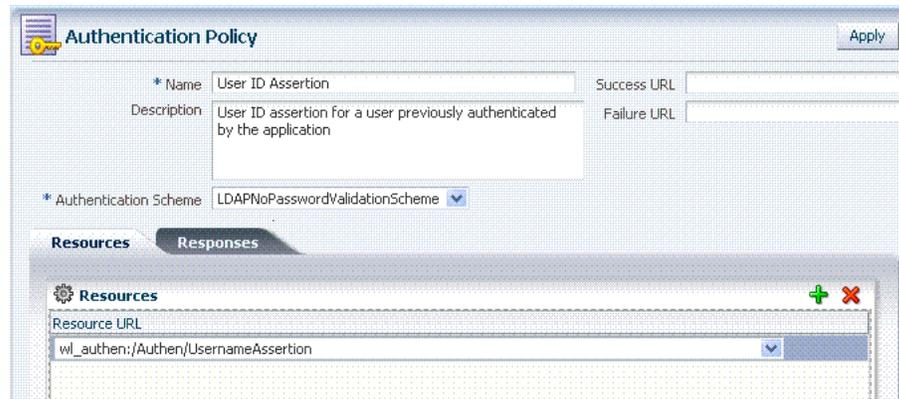 Authentication Policy
Apply
* Name User ID Assertion
Success URL
Description User ID assertion for a user previously authenticated
by the application
Failure URL
* Authentication Scheme LDAPNoPasswordValidationScheme
Resources Responses
Resources
Resource URL
wl_authen:/Authen/UsernameAssertion